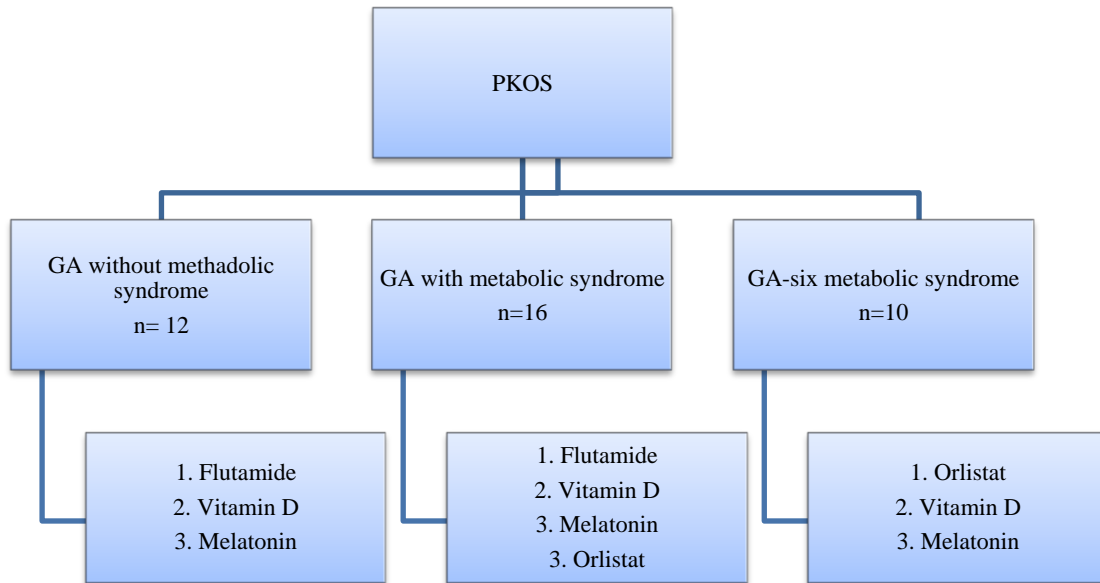 PKOS
GA without methadolic
syndrome
n= 12
GA with metabolic syndrome
n=16
GA-six metabolic syndrome
n=10
1. Flutamide
2. Vitamin D
3. Melatonin
1. Flutamide
2. Vitamin D
3. Melatonin
3. Orlistat
1. Orlistat
2. Vitamin D
3. Melatonin